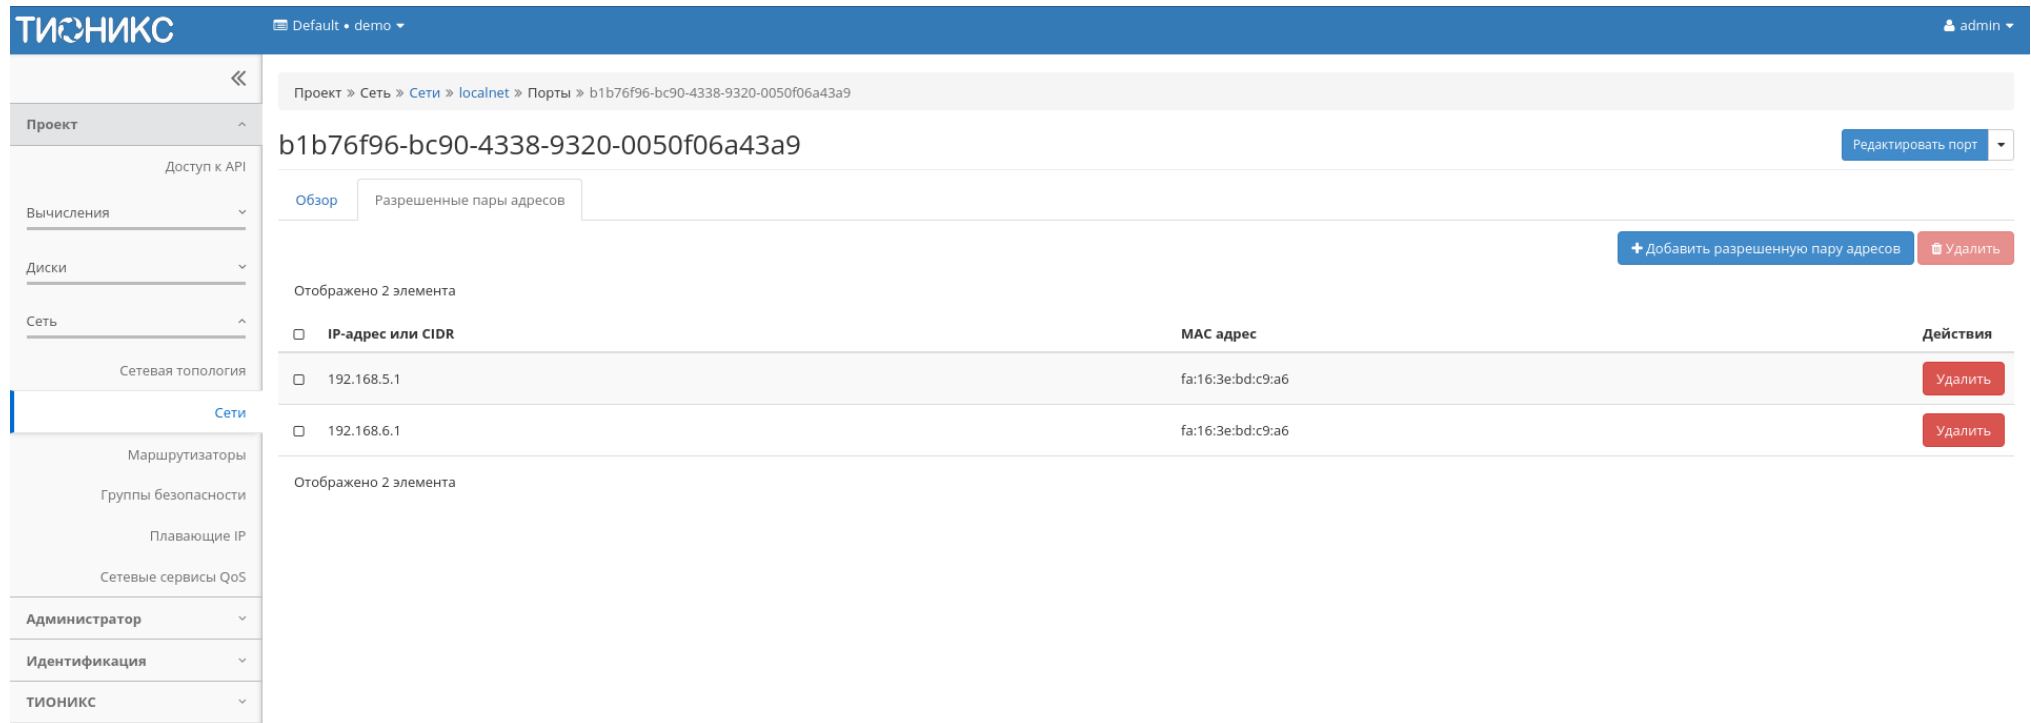 ТИОНИКС
Default • demo
admin
Проект » Сеть » Сети » localnet » Порты » b1b76f96-bc90-4338-9320-0050f06a43a9
Проект
Доступ к API
Вычисления
Диски
Сеть
Сетевая топология
Сети
Маршрутизаторы
Группы безопасности
Плавающие IP
Сетевые сервисы QoS
Администратор
Идентификация
ТИОНИКС
b1b76f96-bc90-4338-9320-0050f06a43a9
Редактировать порт
Обзор
Разрешенные пары адресов
Добавить разрешенную пару адресов
Удалить
Отображено 2 элемента
IP-адрес или CIDR MAC адрес Действия
192.168.5.1 fa:16:3e:bd:c9:a6 Удалить
192.168.6.1 fa:16:3e:bd:c9:a6 Удалить
Отображено 2 элемента